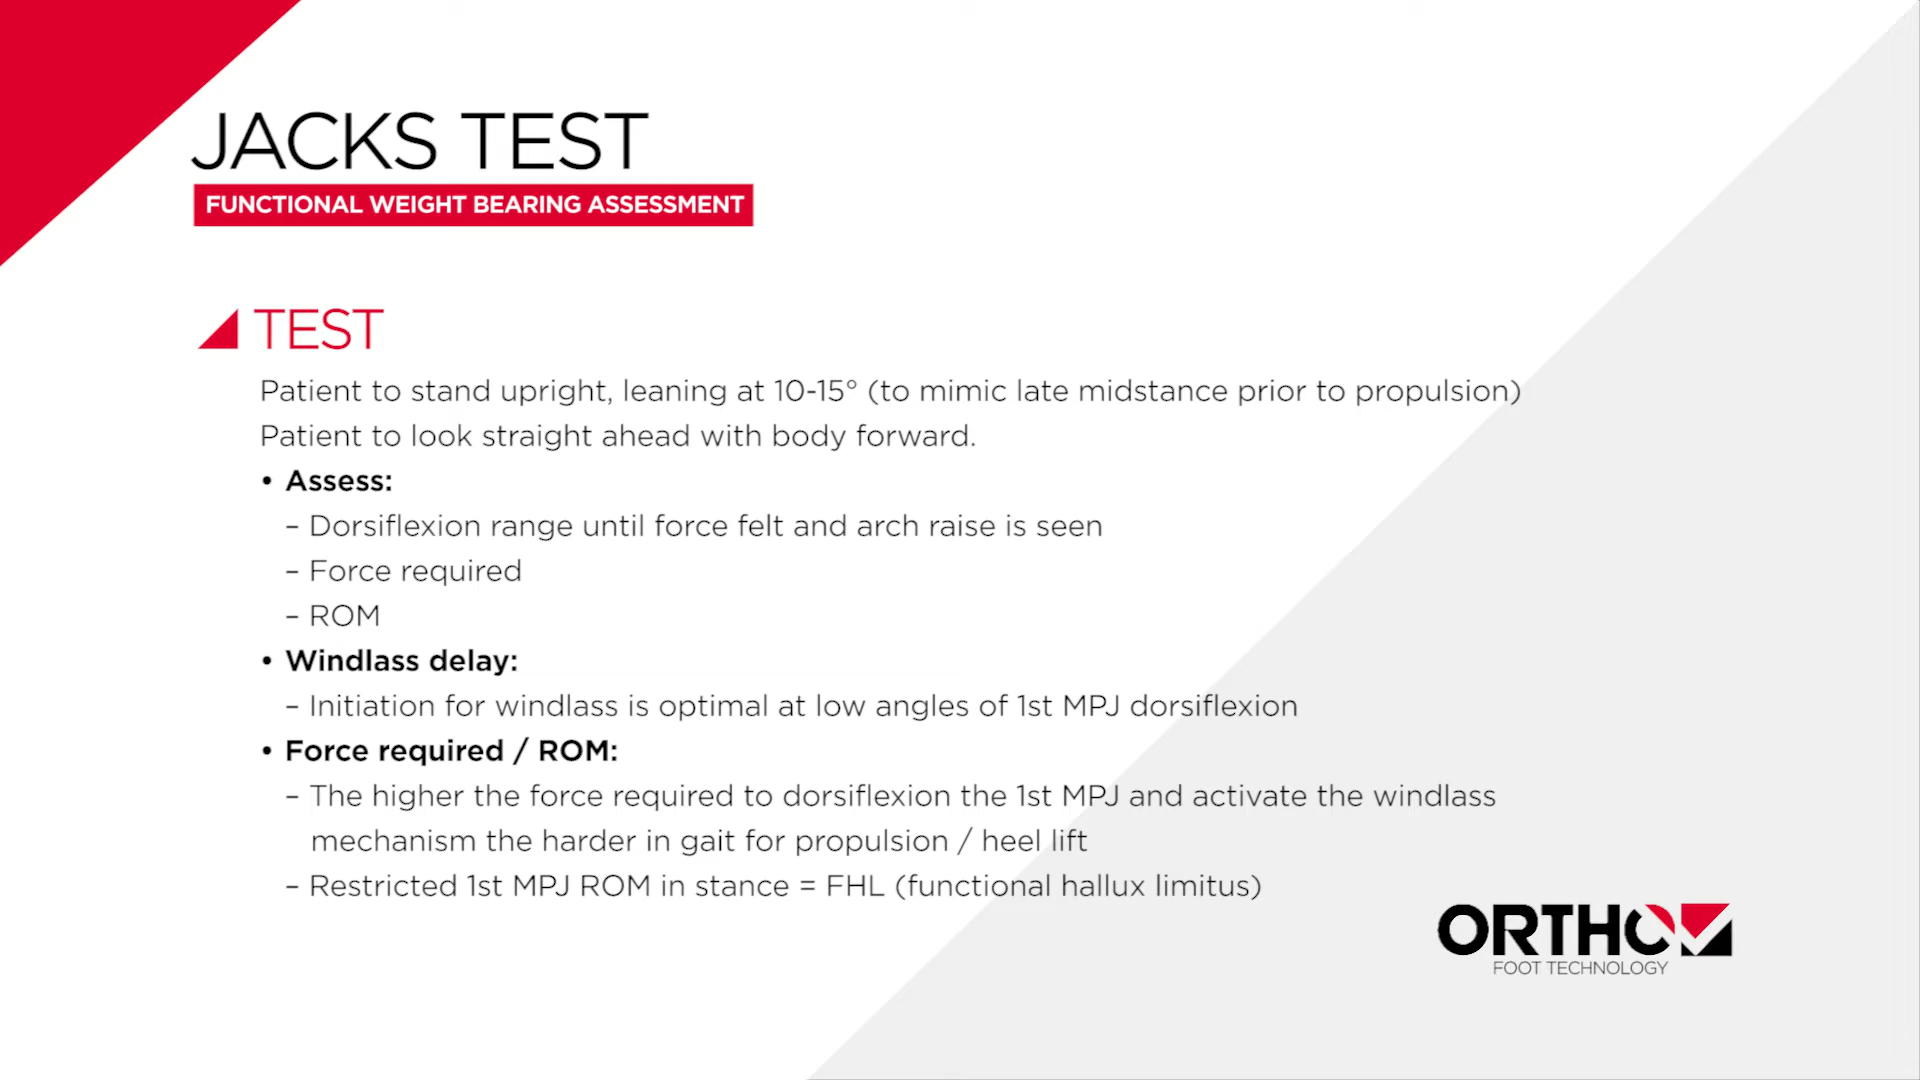 JACKS TEST
FUNCTIONAL WEIGHT BEARING ASSESSMENT
TEST
Patient to stand upright, leaning at 10-15° (to mimic late midstance prior to propulsion)
Patient to look straight ahead with body forward.
• Assess:
– Dorsiflexion range until force felt and arch raise is seen
– Force required
– ROM
• Windlass delay:
– Initiation for windlass is optimal at low angles of 1st MPJ dorsiflexion
• Force required / ROM:
– The higher the force required to dorsiflexion the 1st MPJ and activate the windlass
mechanism the harder in gait for propulsion / heel lift
– Restricted 1st MPJ ROM in stance = FHL (functional hallux limitus)
ORTHO
FOOT TECHNOLOGY